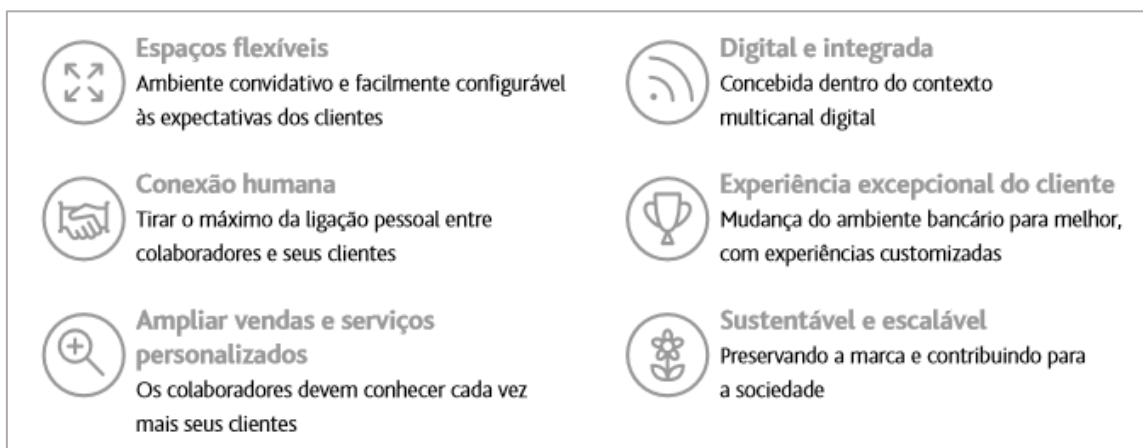 Espaços flexíveis
Ambiente convidativo e facilmente configurável
às expectativas dos clientes
Digital e integrada
Concebida dentro do contexto
multicanal digital
Conexão humana
Tirar o máximo da ligação pessoal entre
colaboradores e seus clientes
Experiência excepcional do cliente
Mudança do ambiente bancário para melhor,
com experiências customizadas
Ampliar vendas e serviços
personalizados
Os colaboradores devem conhecer cada vez
mais seus clientes
Sustentável e escalável
Preservando a marca e contribuindo para
a sociedade